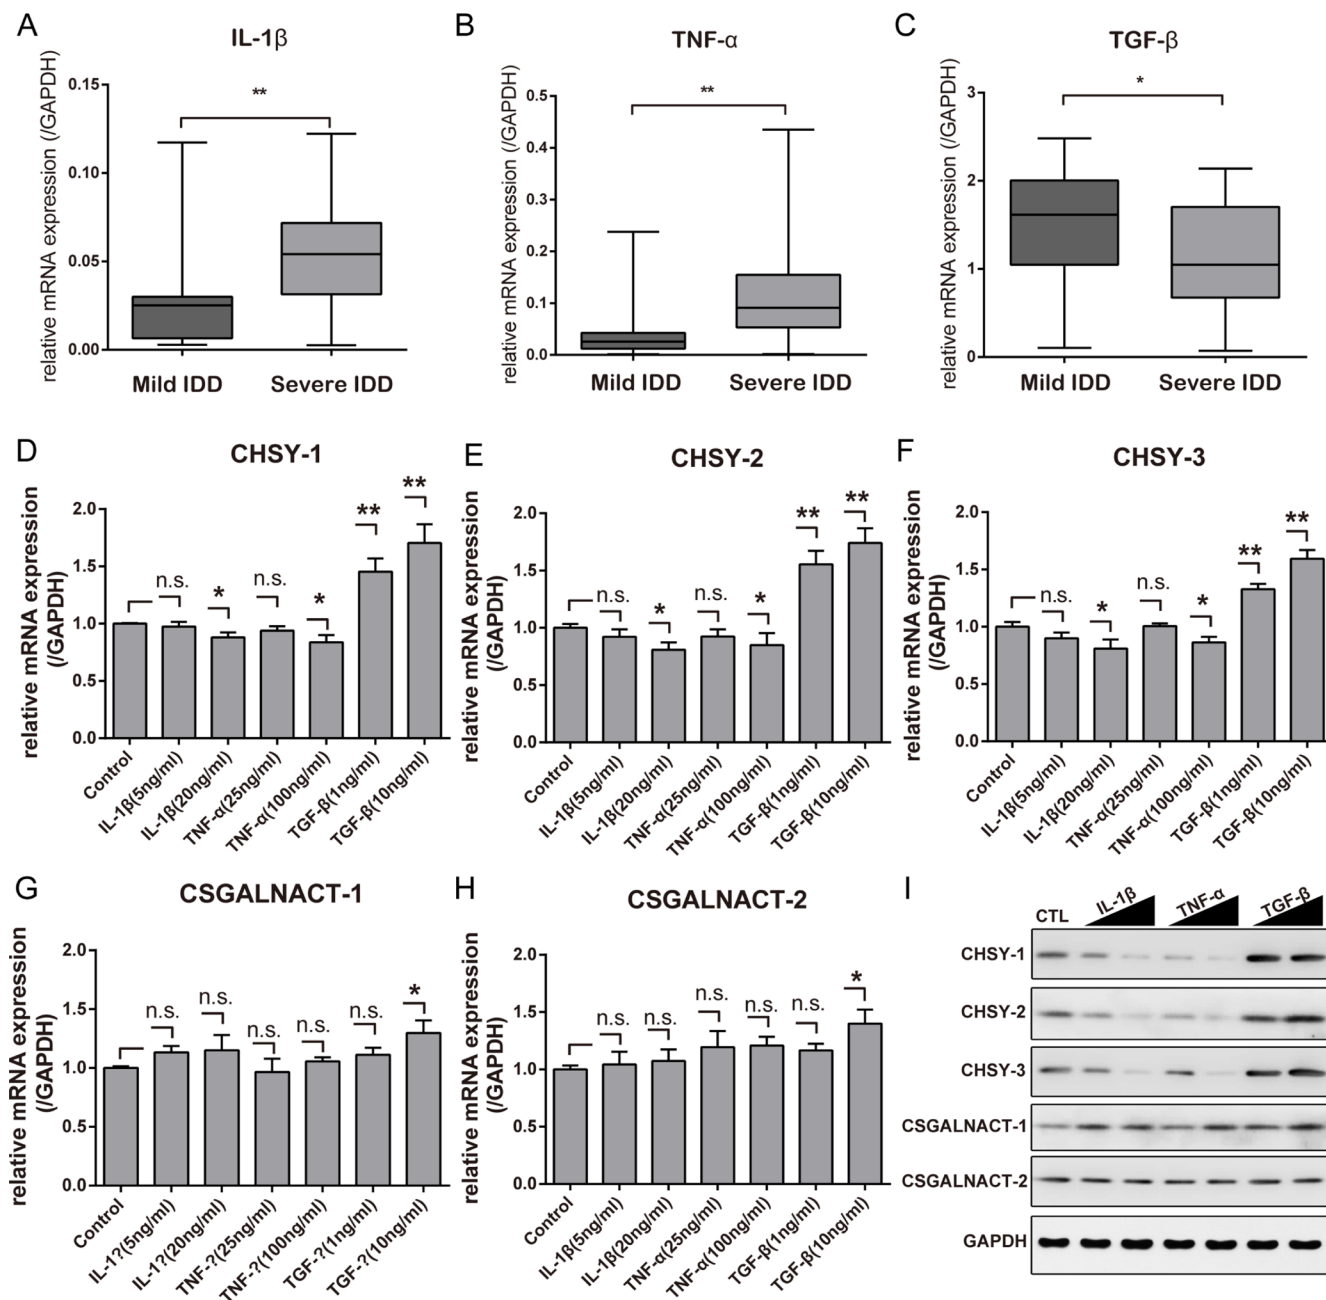 A
IL-1β
relative mRNA expression (/GAPDH)
0.15
0.10
0.05
0.00
**
Mild IDD
Severe IDD
B
TNF-α
relative mRNA expression (/GAPDH)
0.5
0.4
0.3
0.2
0.1
0.0
**
Mild IDD
Severe IDD
C
TGF-β
relative mRNA expression (/GAPDH)
3
2
1
0
*
Mild IDD
Severe IDD
D
CHSY-1
relative mRNA expression
(/GAPDH)
2.0
1.5
1.0
0.5
0.0
n.s.
*
n.s.
*
**
**
Control
IL-1β(5ng/ml)
IL-1β(20ng/ml)
TNF-α(25ng/ml)
TNF-α(100ng/ml)
TGF-β(1ng/ml)
TGF-β(10ng/ml)
E
CHSY-2
relative mRNA expression
(/GAPDH)
2.0
1.5
1.0
0.5
0.0
n.s.
*
n.s.
*
**
**
Control
IL-1β(5ng/ml)
IL-1β(20ng/ml)
TNF-α(25ng/ml)
TNF-α(100ng/ml)
TGF-β(1ng/ml)
TGF-β(10ng/ml)
F
CHSY-3
relative mRNA expression
(/GAPDH)
2.0
1.5
1.0
0.5
0.0
n.s.
*
n.s.
*
**
**
Control
IL-1β(5ng/ml)
IL-1β(20ng/ml)
TNF-α(25ng/ml)
TNF-α(100ng/ml)
TGF-β(1ng/ml)
TGF-β(10ng/ml)
G
CSGALNACT-1
relative mRNA expression
(/GAPDH)
2.0
1.5
1.0
0.5
0.0
n.s.
n.s.
n.s.
n.s.
n.s.
*
Control
IL-1?(5ng/ml)
IL-1?(20ng/ml)
TNF-?(25ng/ml)
TNF-?(100ng/ml)
TGF-?(1ng/ml)
TGF-?(10ng/ml)
H
CSGALNACT-2
relative mRNA expression
(/GAPDH)
2.0
1.5
1.0
0.5
0.0
n.s.
n.s.
n.s.
n.s.
n.s.
*
Control
IL-1β(5ng/ml)
IL-1β(20ng/ml)
TNF-α(25ng/ml)
TNF-α(100ng/ml)
TGF-β(1ng/ml)
TGF-β(10ng/ml)
I
CTL
IL-1β
TNF-α
TGF-β
CHSY-1
CHSY-2
CHSY-3
CSGALNACT-1
CSGALNACT-2
GAPDH